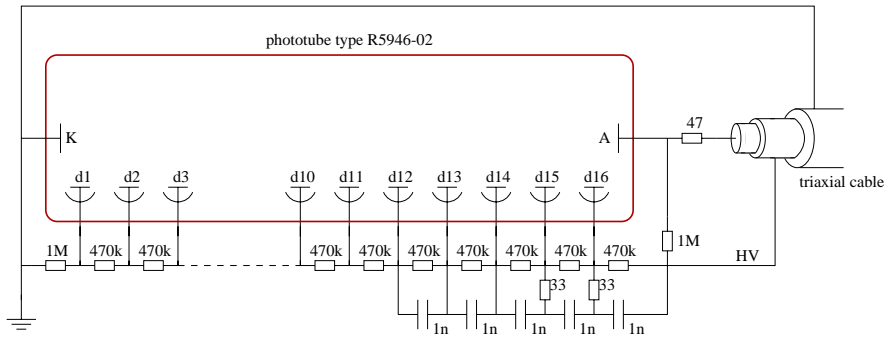 phototube type R5946-02
K
A
47
d1 d2 d3 d10 d11 d12 d13 d14 d15 d16
triaxial cable
1M 470k 470k 470k 470k 470k 470k 470k 470k 470k 1M HV
33 33
1n 1n 1n 1n 1n